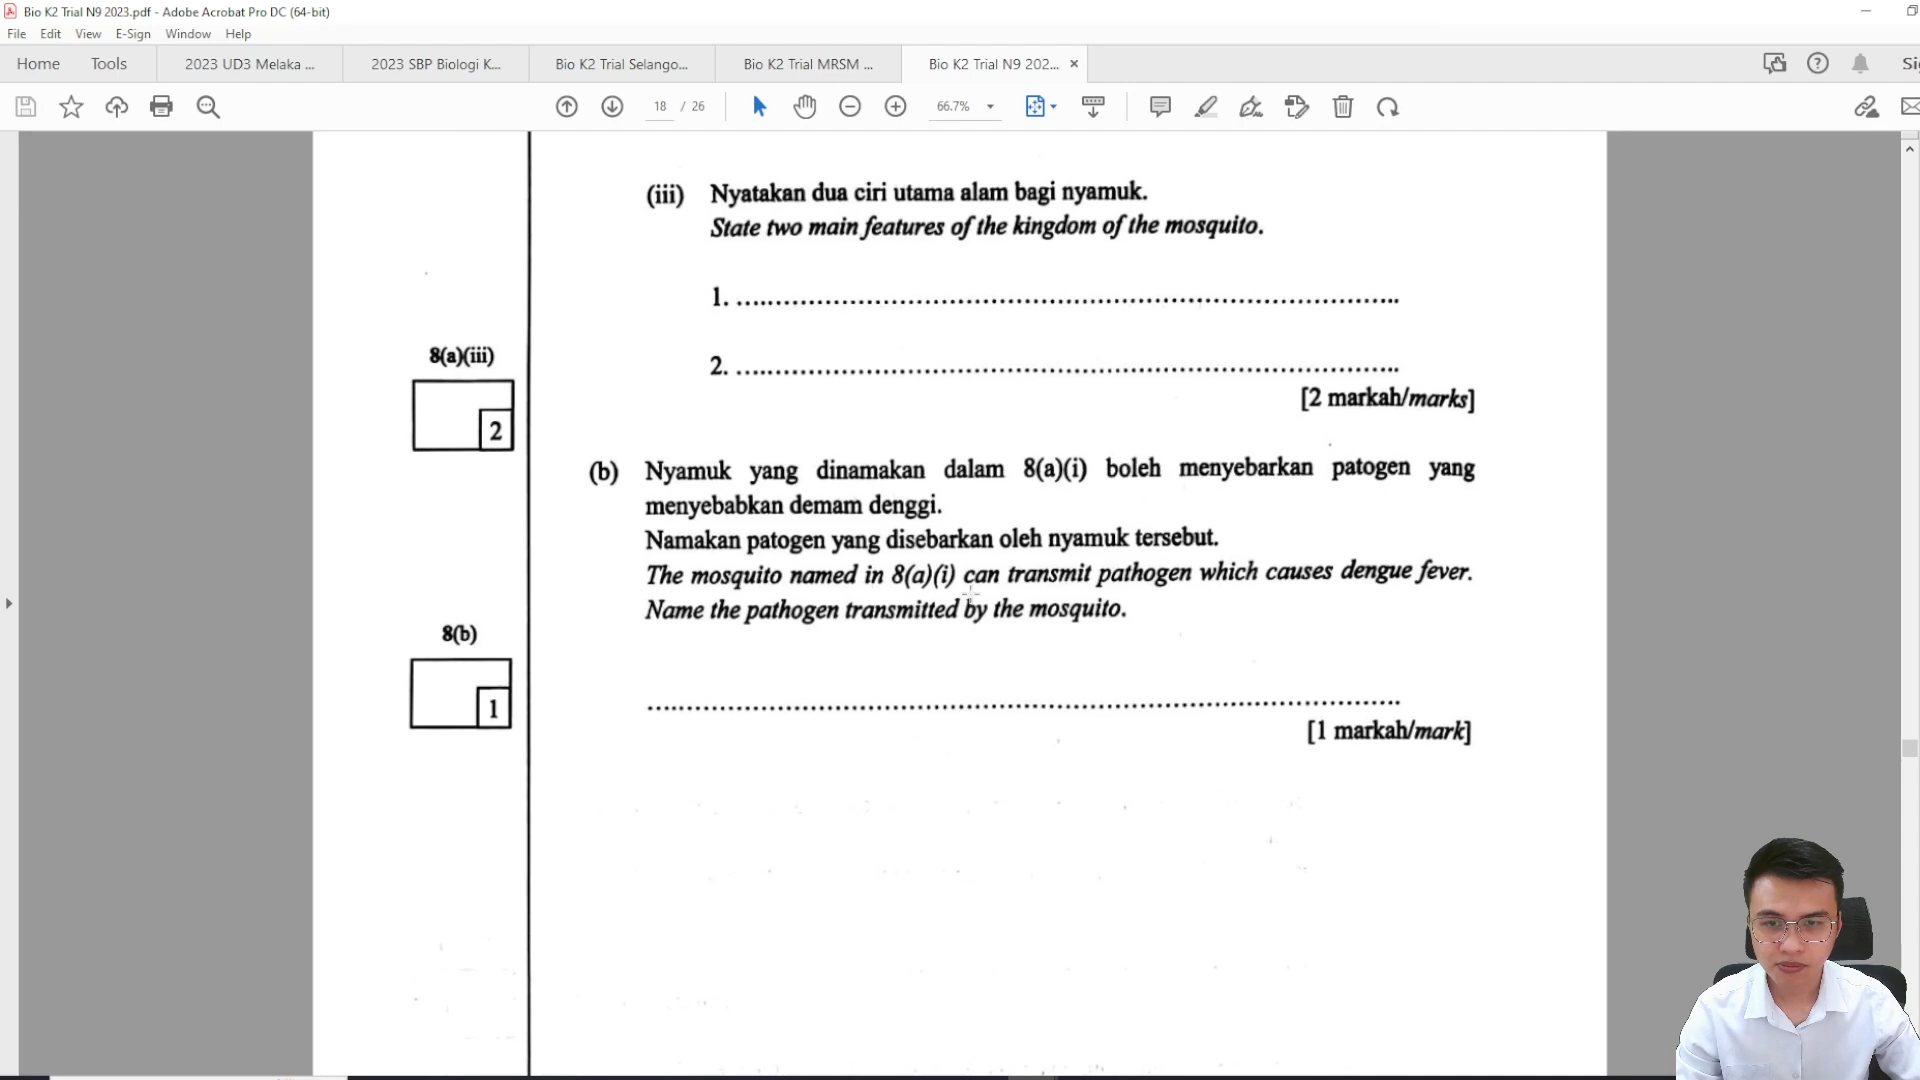 Bio K2 Trial N9 2023.pdf - Adobe Acrobat Pro DC (64-bit)
File Edit View E-Sign Window Help
Home Tools 2023 UD3 Melaka ... 2023 SBP Biologi K... Bio K2 Trial Selango... Bio K2 Trial MRSM ... Bio K2 Trial N9 202... ×
18 / 26 66.7%
(iii) Nyatakan dua ciri utama alam bagi nyamuk.
State two main features of the kingdom of the mosquito.
1. ..........................................................................
2. ..........................................................................
8(a)(iii)
[2 markah/marks]
2
(b) Nyamuk yang dinamakan dalam 8(a)(i) boleh menyebarkan patogen yang
menyebabkan demam denggi.
Namakan patogen yang disebarkan oleh nyamuk tersebut.
The mosquito named in 8(a)(i) can transmit pathogen which causes dengue fever.
Name the pathogen transmitted by the mosquito.
8(b)
..........................................................................
1
[1 markah/mark]